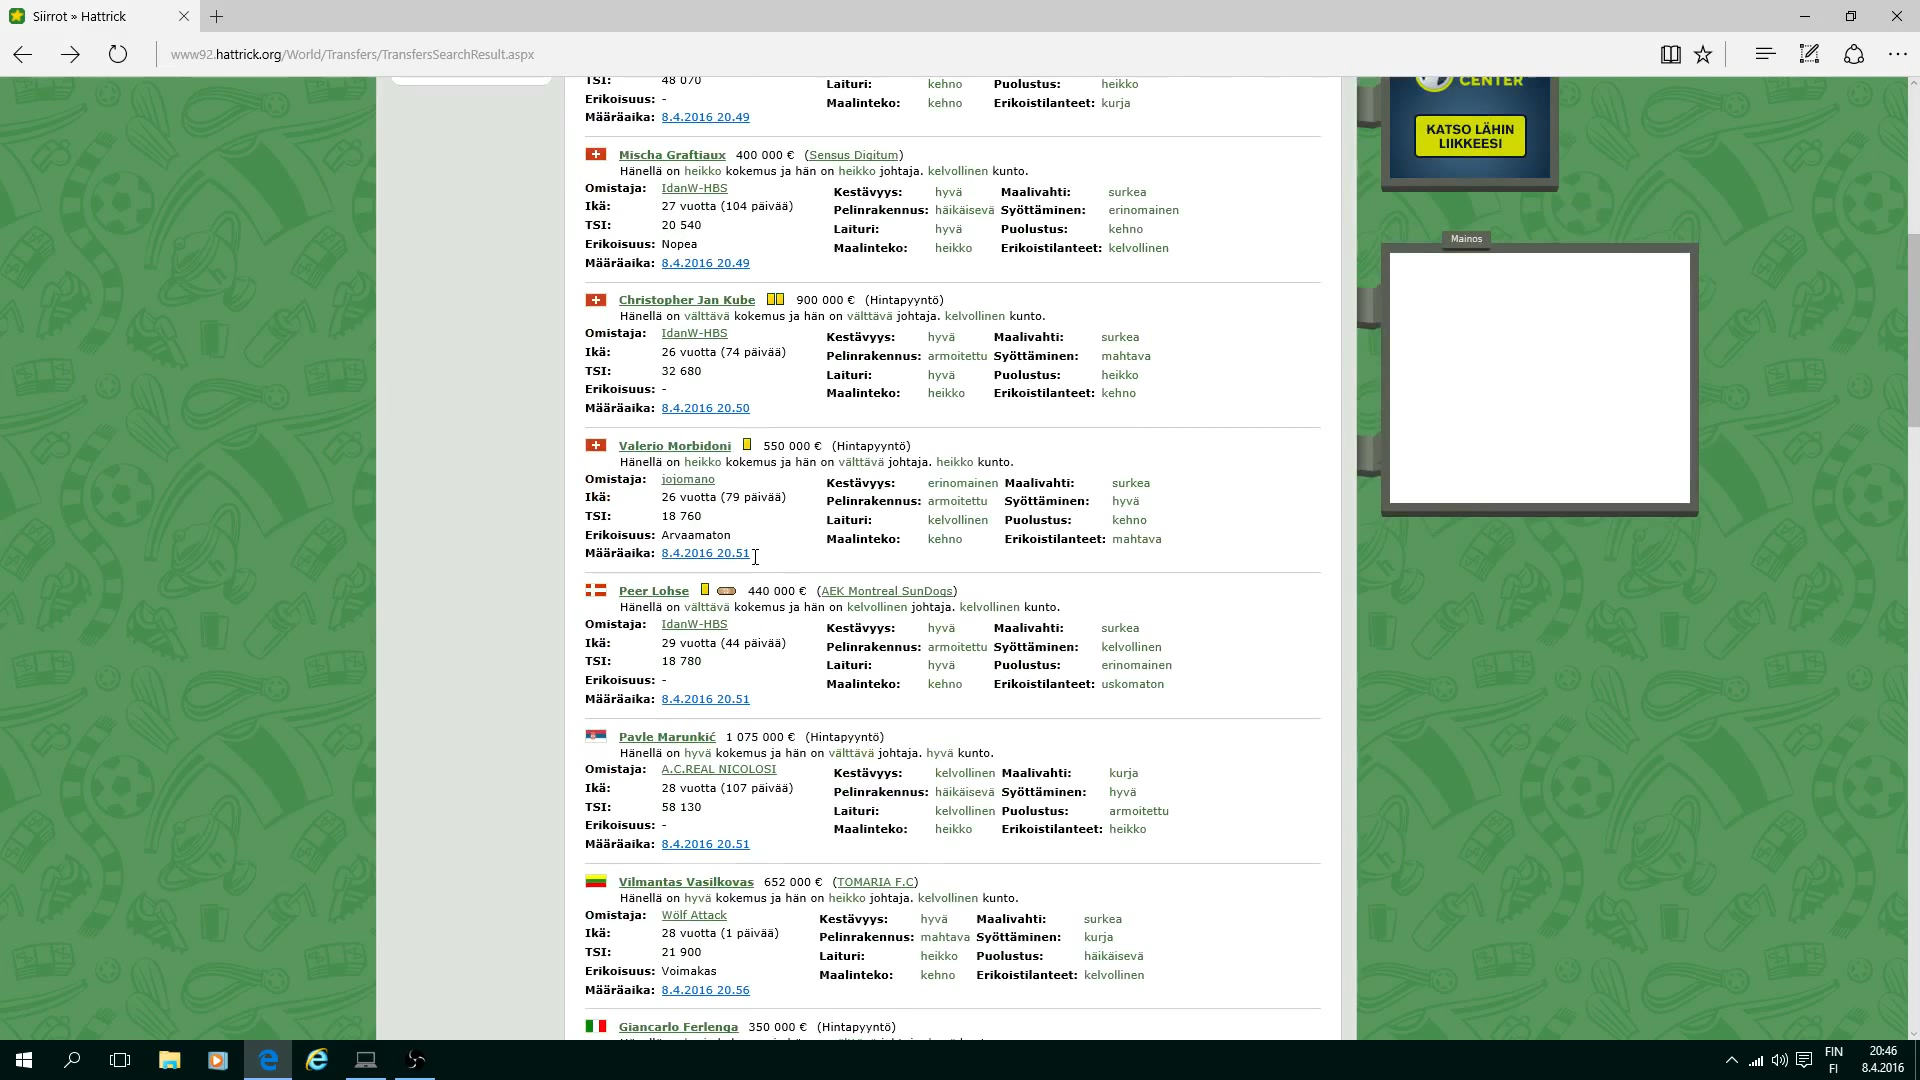 Siirrot » Hattrick
www92.hattrick.org/World/Transfers/TransfersSearchResult.aspx
TSI: 48 070 Laituri: kehno Puolustus: heikko
Erikoisuus: - Maalinteko: kehno Erikoistilanteet: kurja
Määräaika: 8.4.2016 20.49
Mischa Graftiaux 400 000 € (Sensus Digitum)
Hänellä on heikko kokemus ja hän on heikko johtaja. kelvollinen kunto.
Omistaja: IdanW-HBS Kestävyys: hyvä Maalivahti: surkea
Ikä: 27 vuotta (104 päivää) Pelinrakennus: häikäisevä Syöttäminen: erinomainen
TSI: 20 540 Laituri: hyvä Puolustus: kehno
Erikoisuus: Nopea Maalinteko: heikko Erikoistilanteet: kelvollinen
Määräaika: 8.4.2016 20.49
Christopher Jan Kube 900 000 € (Hintapyyntö)
Hänellä on välttävä kokemus ja hän on välttävä johtaja. kelvollinen kunto.
Omistaja: IdanW-HBS Kestävyys: hyvä Maalivahti: surkea
Ikä: 26 vuotta (74 päivää) Pelinrakennus: armoitettu Syöttäminen: mahtava
TSI: 32 680 Laituri: hyvä Puolustus: heikko
Erikoisuus: - Maalinteko: heikko Erikoistilanteet: kehno
Määräaika: 8.4.2016 20.50
Valerio Morbidoni 550 000 € (Hintapyyntö)
Hänellä on heikko kokemus ja hän on välttävä johtaja. heikko kunto.
Omistaja: jojomano Kestävyys: erinomainen Maalivahti: surkea
Ikä: 26 vuotta (79 päivää) Pelinrakennus: armoitettu Syöttäminen: hyvä
TSI: 18 760 Laituri: kelvollinen Puolustus: kehno
Erikoisuus: Arvaamaton Maalinteko: kehno Erikoistilanteet: mahtava
Määräaika: 8.4.2016 20.51
Peer Lohse 440 000 € (AEK Montreal SunDogs)
Hänellä on välttävä kokemus ja hän on kelvollinen johtaja. kelvollinen kunto.
Omistaja: IdanW-HBS Kestävyys: hyvä Maalivahti: surkea
Ikä: 29 vuotta (44 päivää) Pelinrakennus: armoitettu Syöttäminen: kelvollinen
TSI: 18 780 Laituri: hyvä Puolustus: erinomainen
Erikoisuus: - Maalinteko: kehno Erikoistilanteet: uskomaton
Määräaika: 8.4.2016 20.51
Pavle Marunkić 1 075 000 € (Hintapyyntö)
Hänellä on hyvä kokemus ja hän on välttävä johtaja. hyvä kunto.
Omistaja: A.C.REAL NICOLOSI Kestävyys: kelvollinen Maalivahti: kurja
Ikä: 28 vuotta (107 päivää) Pelinrakennus: häikäisevä Syöttäminen: hyvä
TSI: 58 130 Laituri: kelvollinen Puolustus: armoitettu
Erikoisuus: - Maalinteko: heikko Erikoistilanteet: heikko
Määräaika: 8.4.2016 20.51
Vilmantas Vasilkovas 652 000 € (TOMARIA F.C)
Hänellä on hyvä kokemus ja hän on heikko johtaja. kelvollinen kunto.
Omistaja: Wölf Attack Kestävyys: hyvä Maalivahti: surkea
Ikä: 28 vuotta (1 päivää) Pelinrakennus: mahtava Syöttäminen: kurja
TSI: 21 900 Laituri: heikko Puolustus: häikäisevä
Erikoisuus: Voimakas Maalinteko: kehno Erikoistilanteet: kelvollinen
Määräaika: 8.4.2016 20.56
Giancarlo Ferlenga 350 000 € (Hintapyyntö)
CENTER
KATSO LÄHIN
LIIKKEESI
Mainos
FIN
FI
20:46
8.4.2016